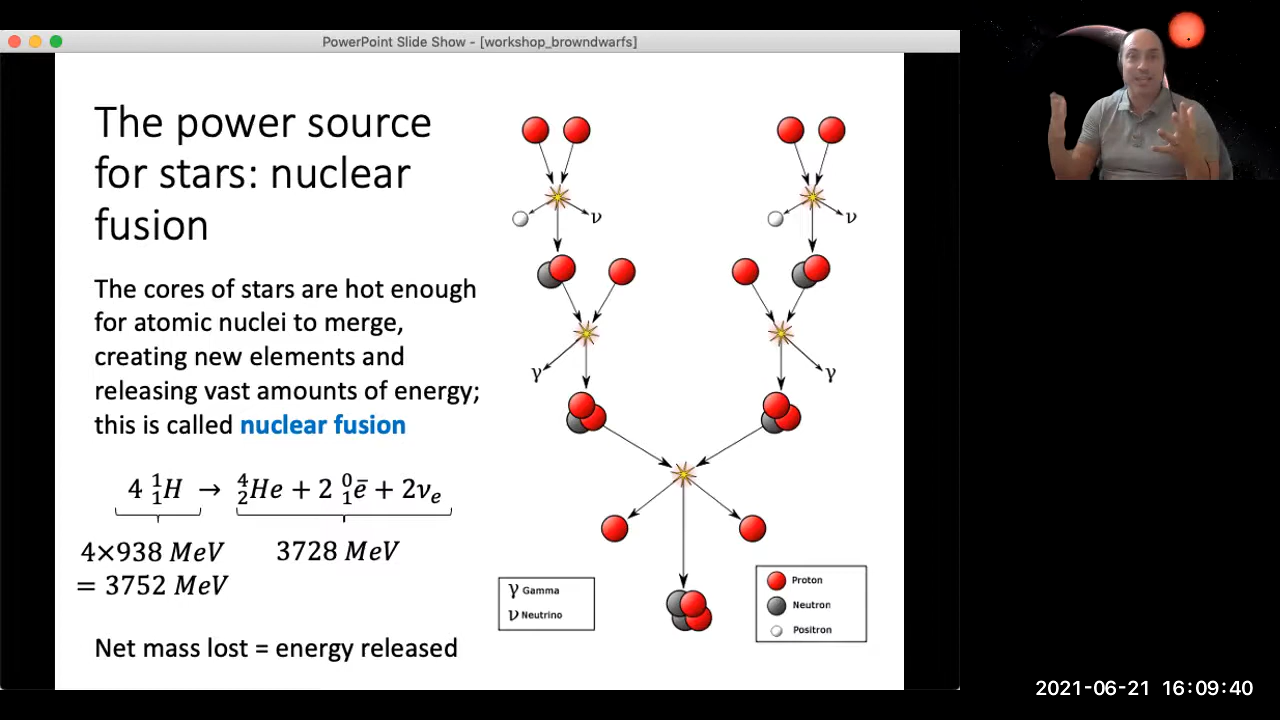 PowerPoint Slide Show - [workshop_browndwarfs]
The power source
for stars: nuclear
fusion
The cores of stars are hot enough
for atomic nuclei to merge,
creating new elements and
releasing vast amounts of energy;
this is called nuclear fusion
4 ¹₁H → ⁴₂He + 2 ⁰₁ē + 2νₑ
4×938 MeV
= 3752 MeV
3728 MeV
Net mass lost = energy released
ν
ν
γ
γ
γ Gamma
ν Neutrino
Proton
Neutron
Positron
2021-06-21 16:09:40